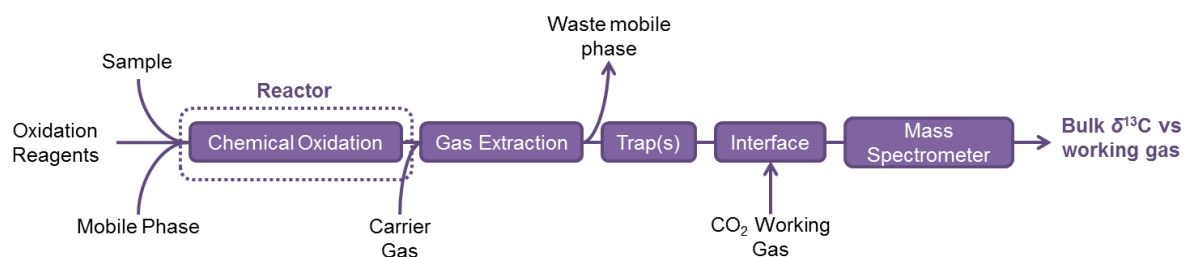 Waste mobile
phase
Sample
Reactor
Oxidation
Reagents
Chemical Oxidation
Gas Extraction
Trap(s)
Interface
Mass
Spectrometer
Bulk δ¹³C vs
working gas
Mobile Phase
Carrier
Gas
CO₂ Working
Gas